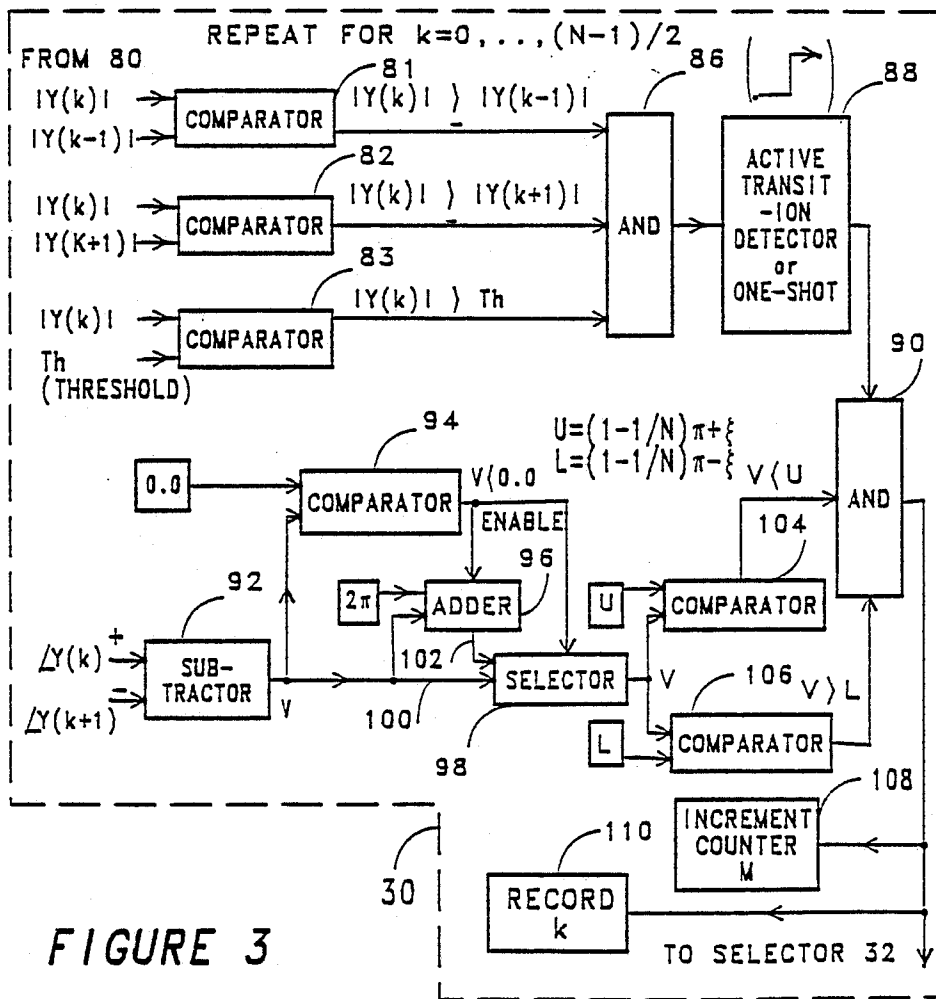 REPEAT FOR k=0,..,(N-1)/2
FROM 80
81
86
88
|Y(k)|
|Y(k-1)|
COMPARATOR
|Y(k)| ≥ |Y(k-1)|
82
|Y(k)|
|Y(K+1)|
COMPARATOR
|Y(k)| ≥ |Y(k+1)|
AND
ACTIVE
TRANSIT
-ION
DETECTOR
or
ONE-SHOT
83
|Y(k)|
Th
(THRESHOLD)
COMPARATOR
|Y(k)| > Th
90
94
U=(1-1/N)π+ξ
L=(1-1/N)π-ξ
0.0
COMPARATOR
V<0.0
ENABLE
V<U
AND
104
96
92
2π
ADDER
U
COMPARATOR
∠Y(k)
+
-
∠Y(k+1)
SUB-
TRACTOR
V
102
100
SELECTOR
98
V
106
V>L
L
COMPARATOR
108
INCREMENT
COUNTER
M
110
30
RECORD
k
TO SELECTOR 32
FIGURE 3